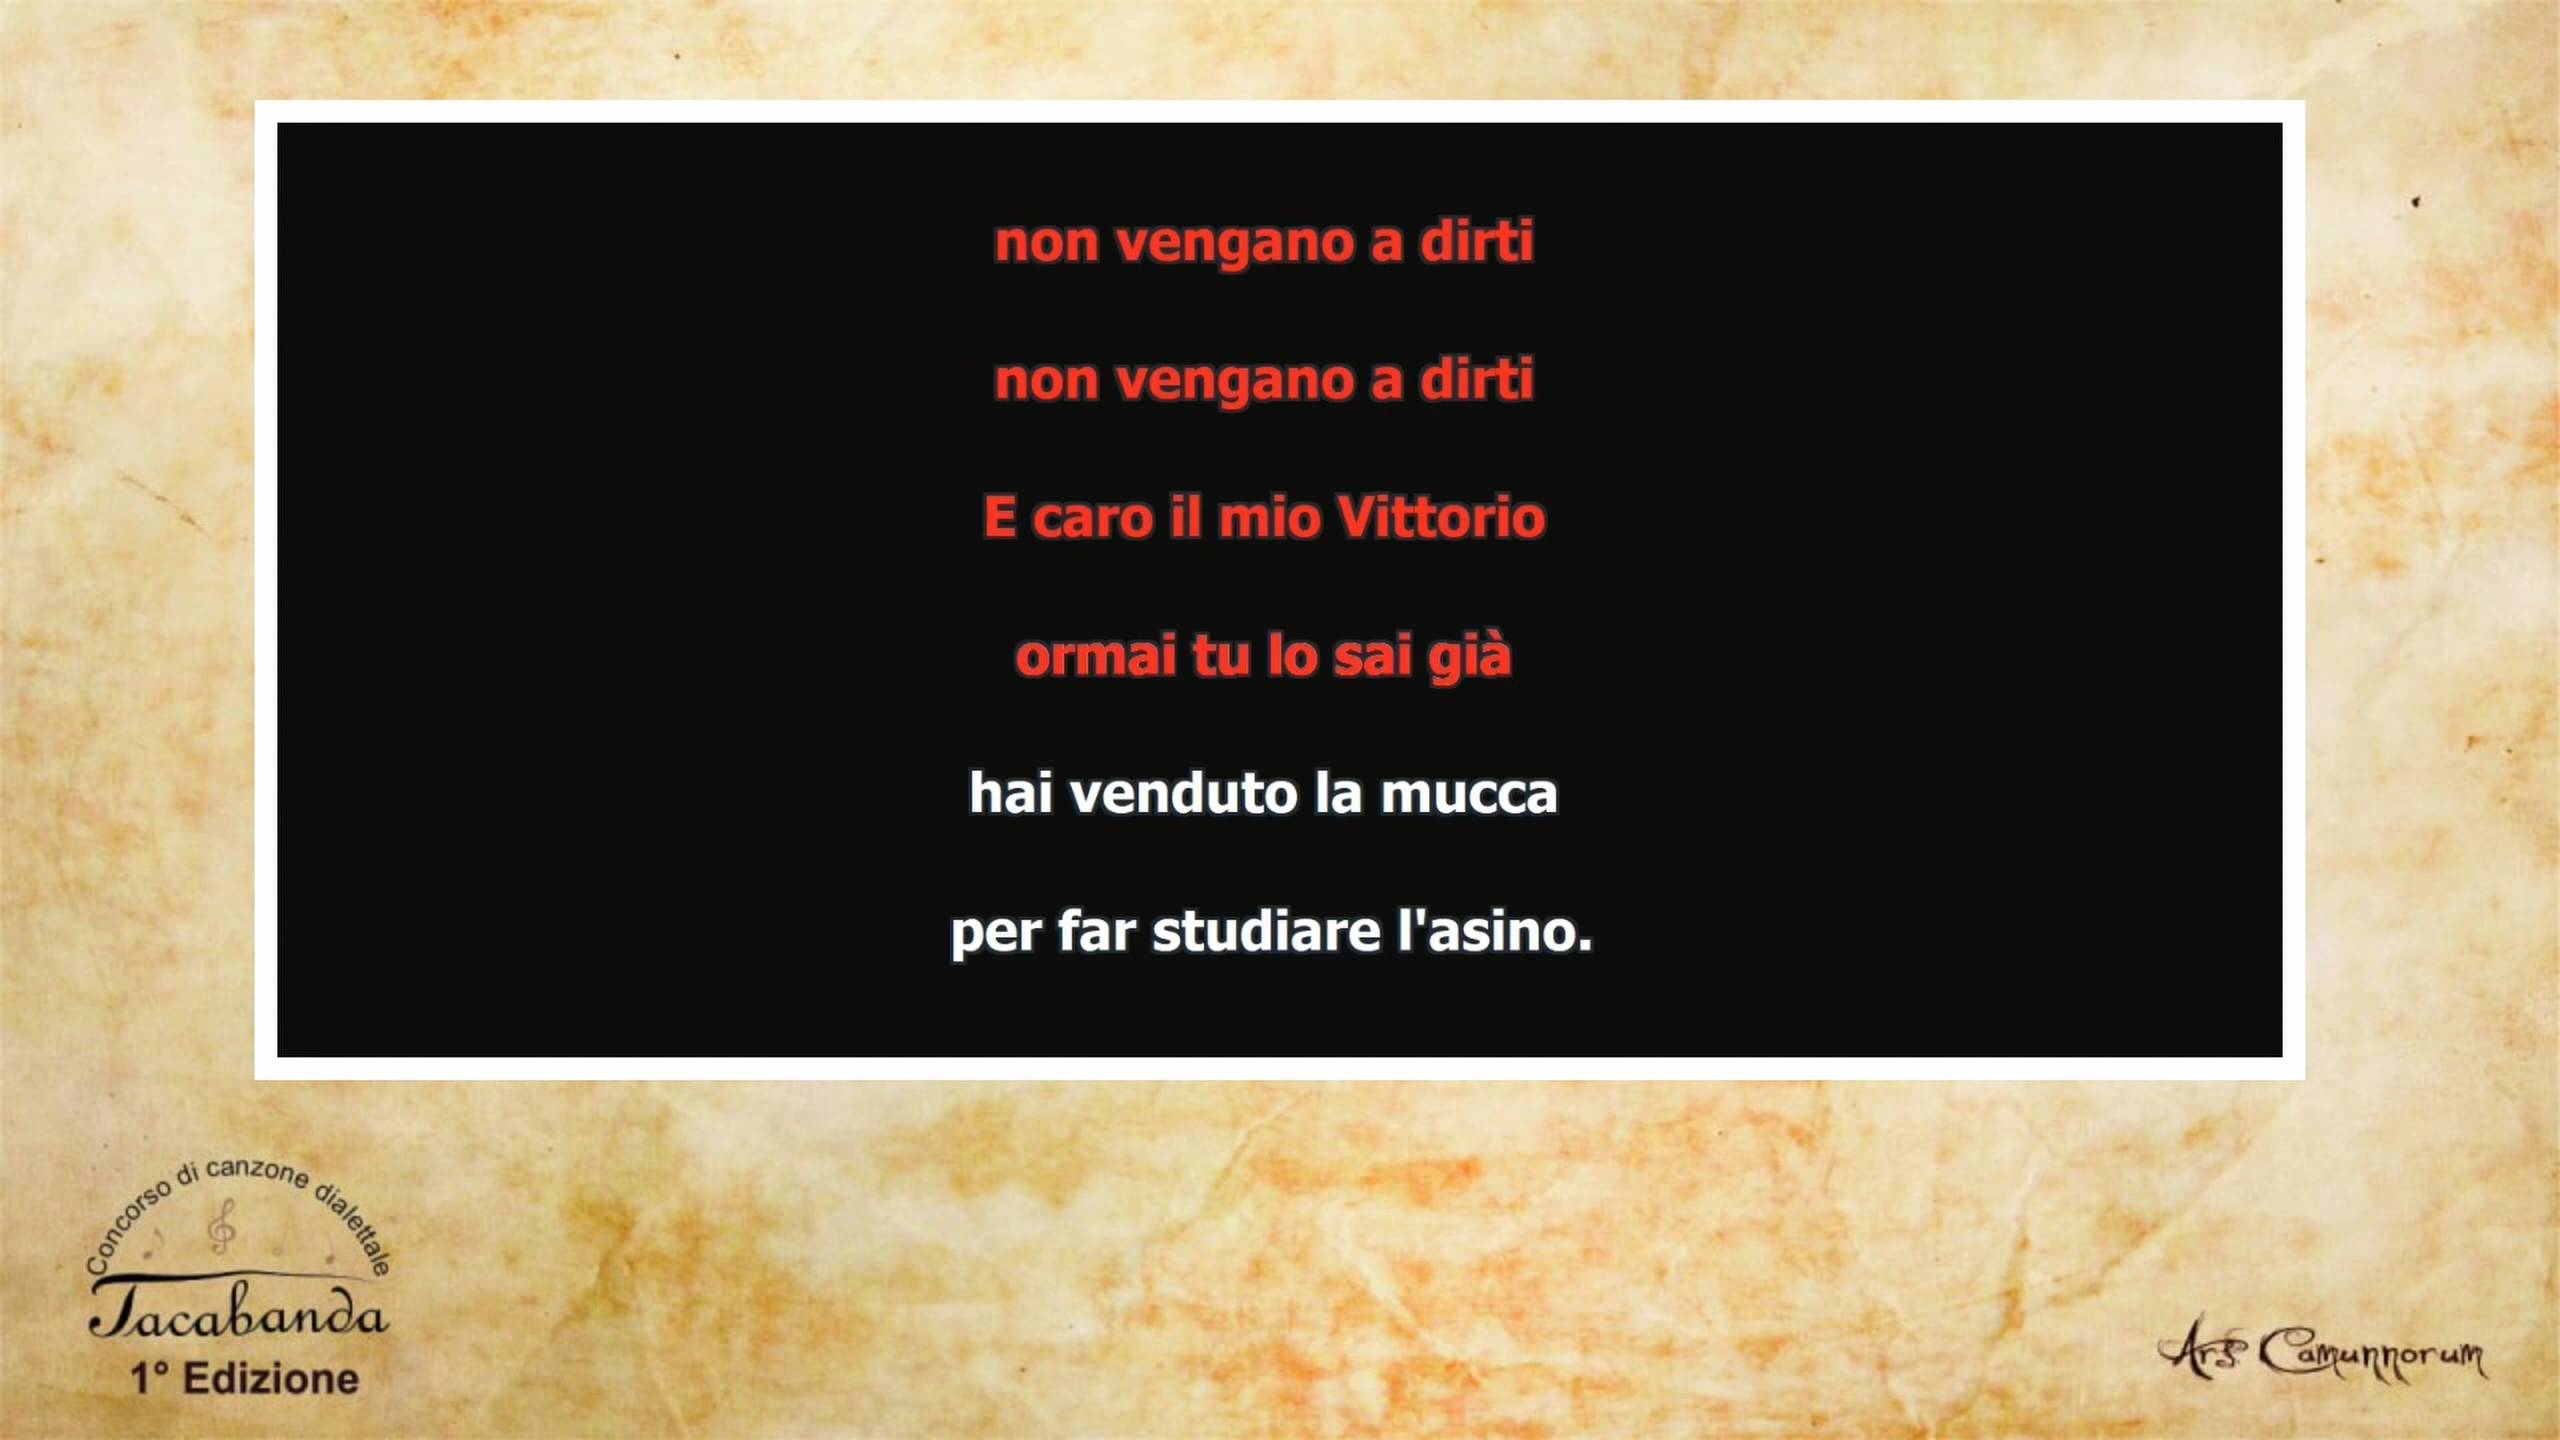 non vengano a dirti
non vengano a dirti
E caro il mio Vittorio
ormai tu lo sai già
hai venduto la mucca
per far studiare l'asino.
Concorso di canzone dialettale
Tacabanda
1° Edizione
Ars Camunnorum